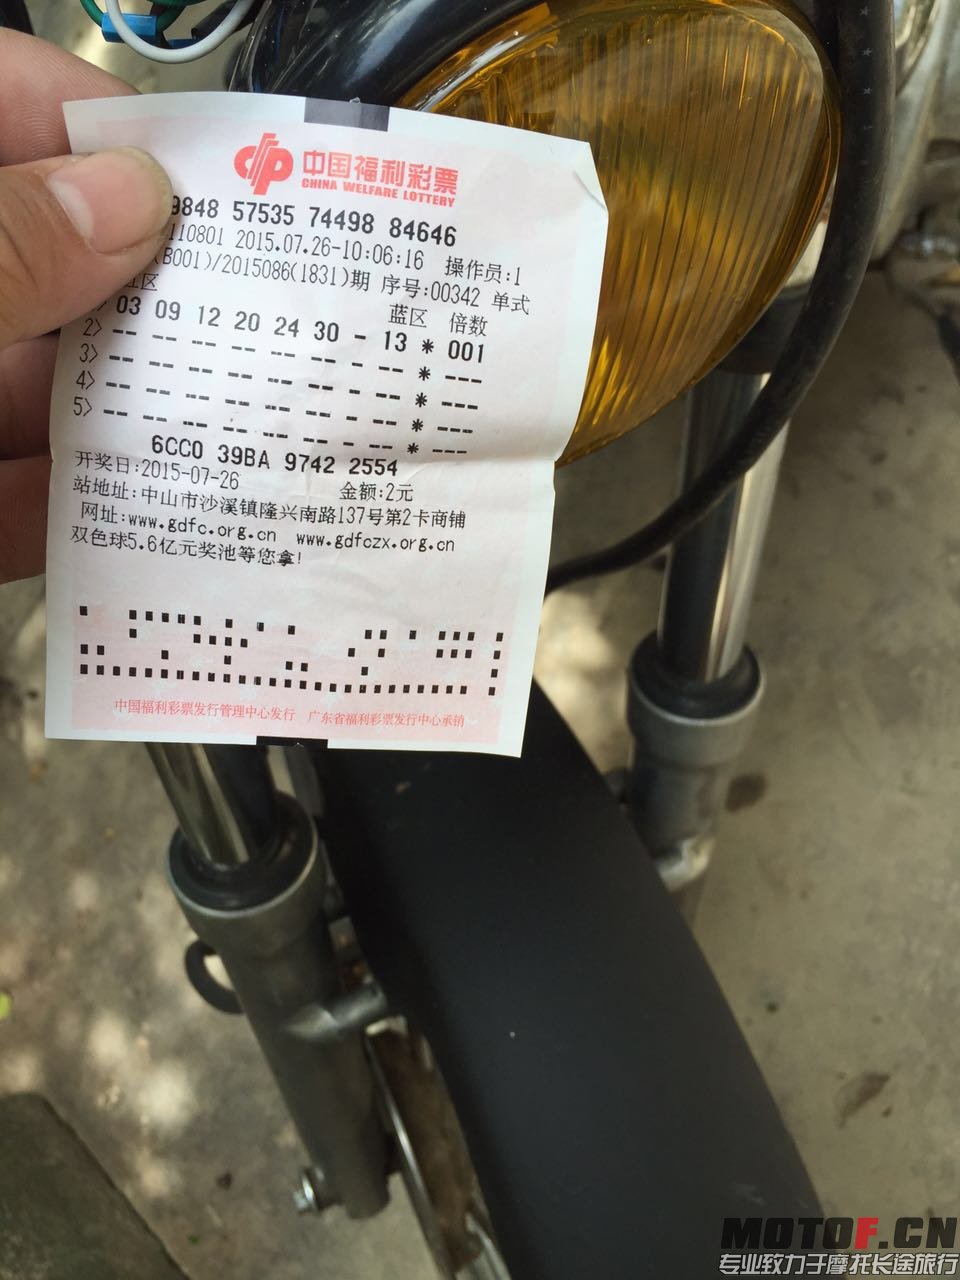 中国福利彩票
CHINA WELFARE LOTTERY
9848 57535 74498 84646
110801 2015.07.26-10:06:16 操作员:1
(B001)/2015086(1831)期 序号:00342 单式
红区 蓝区 倍数
03 09 12 20 24 30 - 13 * 001
2> -- -- -- -- -- -- - -- * ---
3> -- -- -- -- -- -- - -- * ---
4> -- -- -- -- -- -- - -- * ---
5> -- -- -- -- -- -- - -- * ---
6CC0 39BA 9742 2554
开奖日:2015-07-26 金额:2元
站地址:中山市沙溪镇隆兴南路137号第2卡商铺
网址:www.gdfc.org.cn www.gdfczx.org.cn
双色球5.6亿元奖池等您拿!
中国福利彩票发行管理中心发行 广东省福利彩票发行中心承销
MOTOF.CN
专业致力于摩托长途旅行